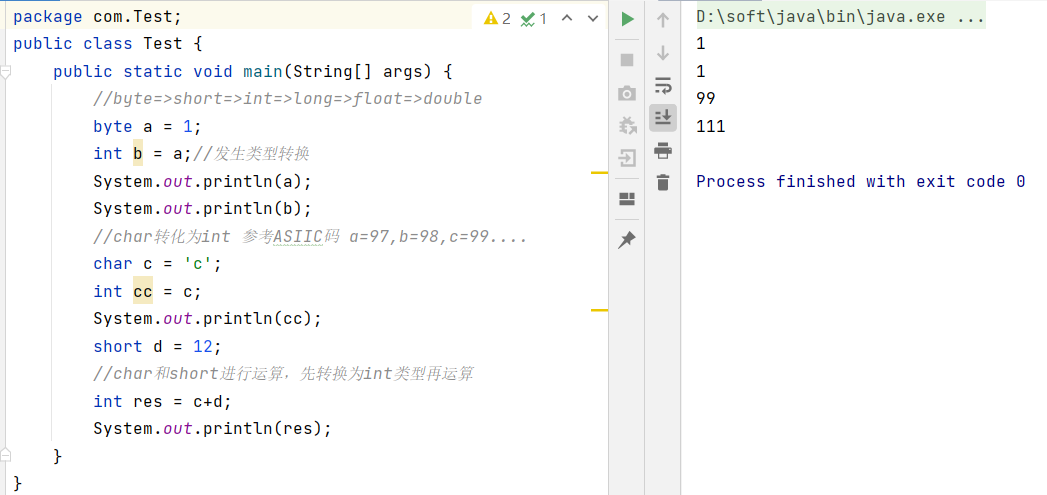 package com.Test;
2 1
public class Test {
public static void main(String[] args) {
//byte=>short=>int=>long=>float=>double
byte a = 1;
int b = a;//发生类型转换
System.out.println(a);
System.out.println(b);
//char转化为int 参考ASIIC码 a=97,b=98,c=99....
char c = 'c';
int cc = c;
System.out.println(cc);
short d = 12;
//char和short进行运算，先转换为int类型再运算
int res = c+d;
System.out.println(res);
}
}
D:\soft\java\bin\java.exe ...
1
1
99
111
Process finished with exit code 0